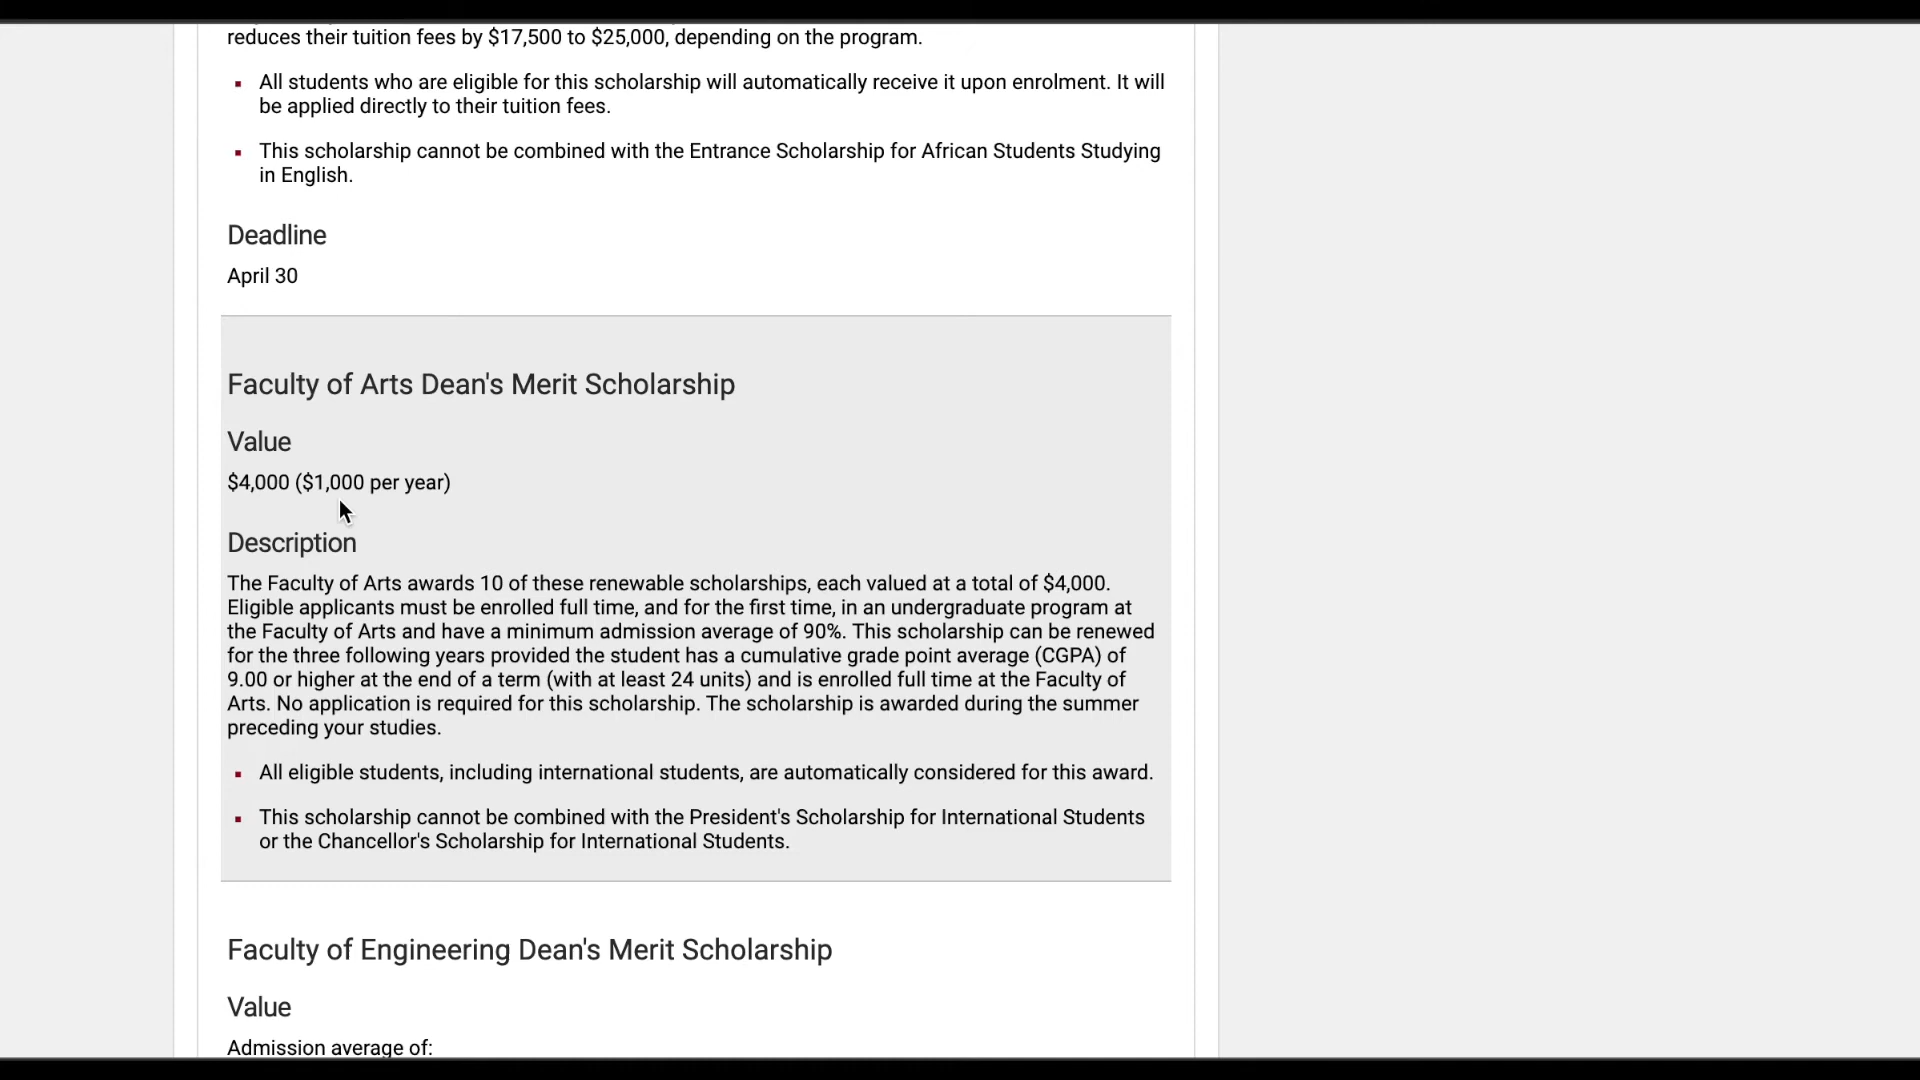 reduces their tuition fees by $17,500 to $25,000, depending on the program.
All students who are eligible for this scholarship will automatically receive it upon enrolment. It will
be applied directly to their tuition fees.
This scholarship cannot be combined with the Entrance Scholarship for African Students Studying
in English.
Deadline
April 30
Faculty of Arts Dean's Merit Scholarship
Value
$4,000 ($1,000 per year)
Description
The Faculty of Arts awards 10 of these renewable scholarships, each valued at a total of $4,000.
Eligible applicants must be enrolled full time, and for the first time, in an undergraduate program at
the Faculty of Arts and have a minimum admission average of 90%. This scholarship can be renewed
for the three following years provided the student has a cumulative grade point average (CGPA) of
9.00 or higher at the end of a term (with at least 24 units) and is enrolled full time at the Faculty of
Arts. No application is required for this scholarship. The scholarship is awarded during the summer
preceding your studies.
All eligible students, including international students, are automatically considered for this award.
This scholarship cannot be combined with the President's Scholarship for International Students
or the Chancellor's Scholarship for International Students.
Faculty of Engineering Dean's Merit Scholarship
Value
Admission average of: